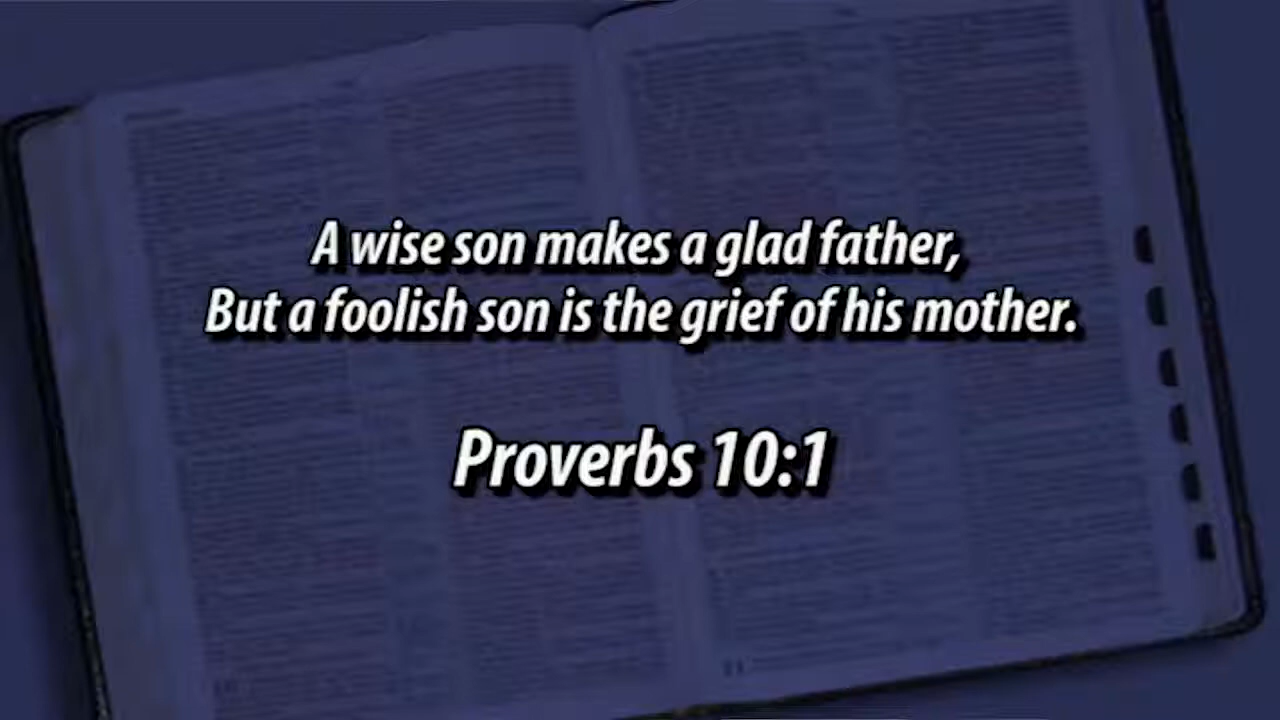 A wise son makes a glad father,
But a foolish son is the grief of his mother.
Proverbs 10:1